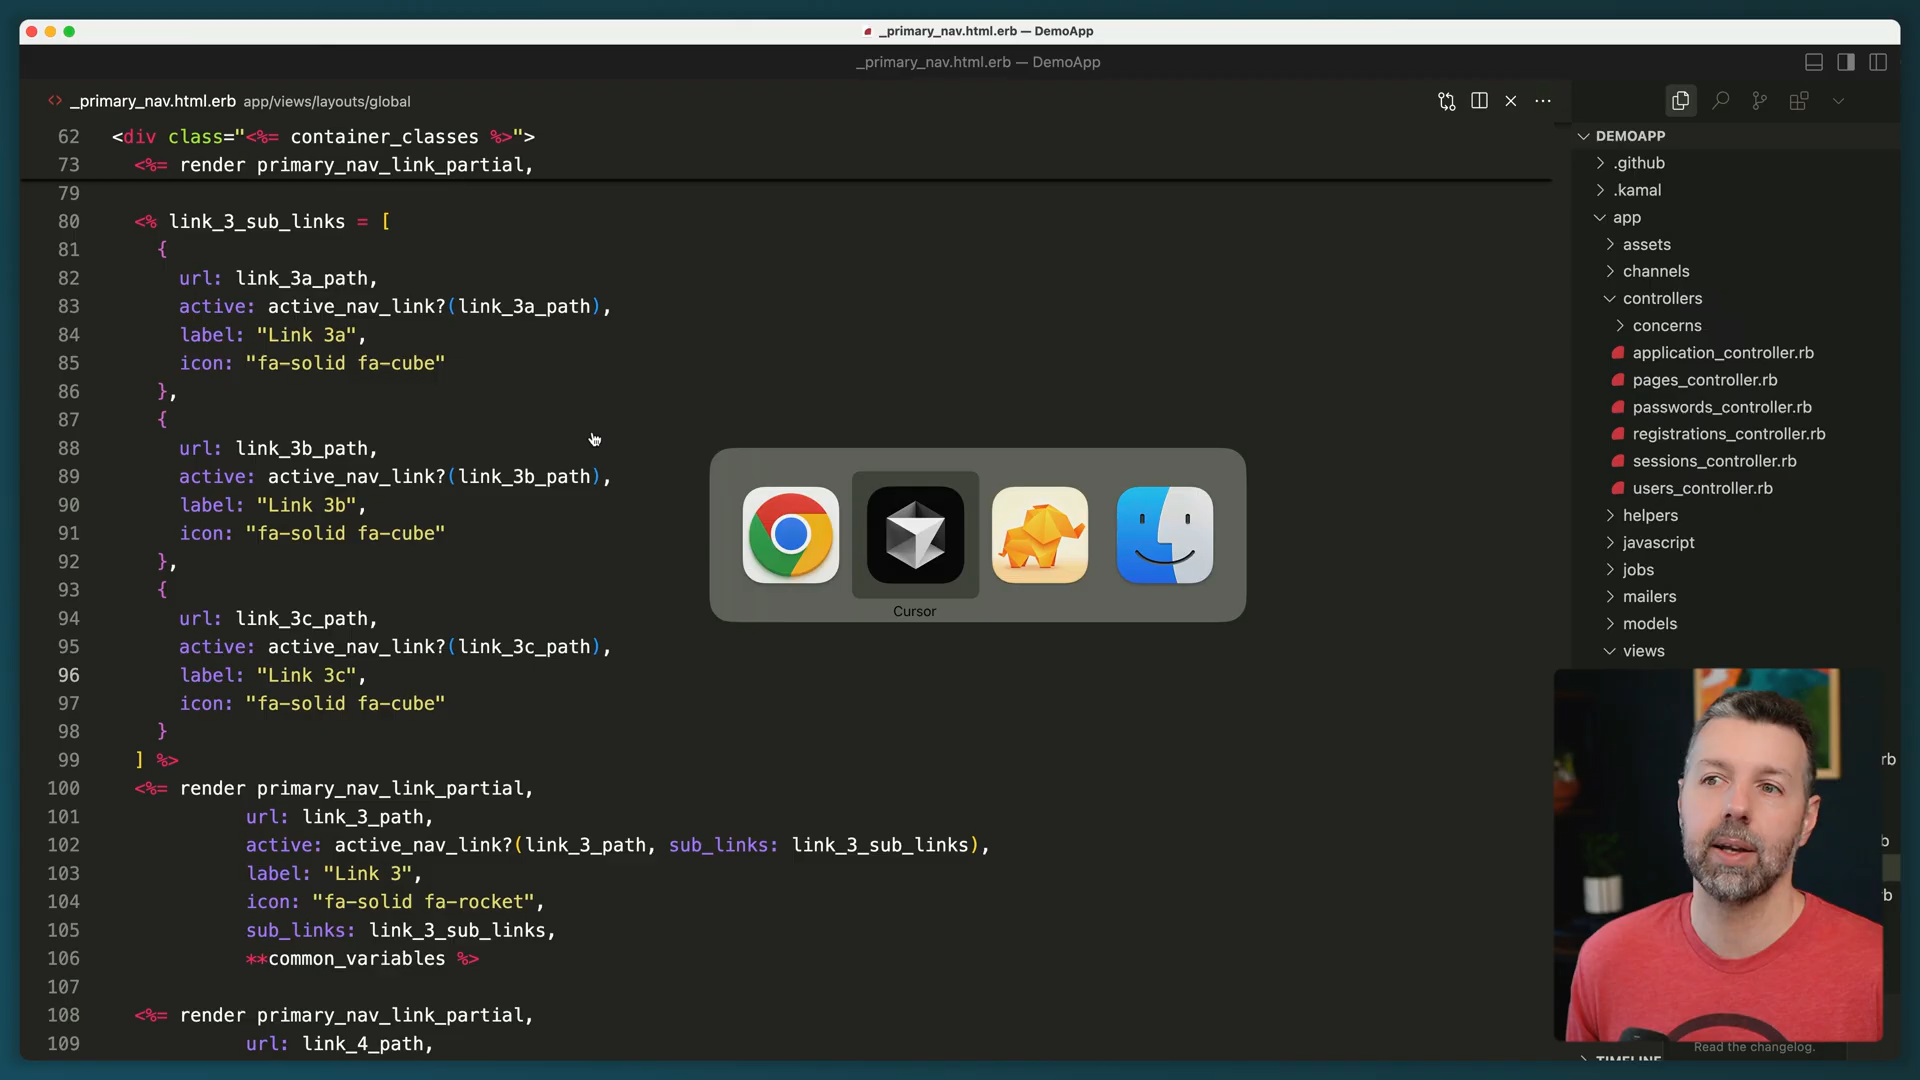 _primary_nav.html.erb — DemoApp
_primary_nav.html.erb — DemoApp
<> _primary_nav.html.erb app/views/layouts/global
62 <div class="<%= container_classes %>">
73 <%= render primary_nav_link_partial,
79
80 <% link_3_sub_links = [
81 {
82 url: link_3a_path,
83 active: active_nav_link?(link_3a_path),
84 label: "Link 3a",
85 icon: "fa-solid fa-cube"
86 },
87 {
88 url: link_3b_path,
89 active: active_nav_link?(link_3b_path),
90 label: "Link 3b",
91 icon: "fa-solid fa-cube"
92 },
93 {
94 url: link_3c_path,
95 active: active_nav_link?(link_3c_path),
96 label: "Link 3c",
97 icon: "fa-solid fa-cube"
98 }
99 ] %>
100 <%= render primary_nav_link_partial,
101 url: link_3_path,
102 active: active_nav_link?(link_3_path, sub_links: link_3_sub_links),
103 label: "Link 3",
104 icon: "fa-solid fa-rocket",
105 sub_links: link_3_sub_links,
106 **common_variables %>
107
108 <%= render primary_nav_link_partial,
109 url: link_4_path,
Cursor
DEMOAPP
.github
.kamal
app
assets
channels
controllers
concerns
application_controller.rb
pages_controller.rb
passwords_controller.rb
registrations_controller.rb
sessions_controller.rb
users_controller.rb
helpers
javascript
jobs
mailers
models
views
rb
b
rb
TIMELINE
Read the changelog.